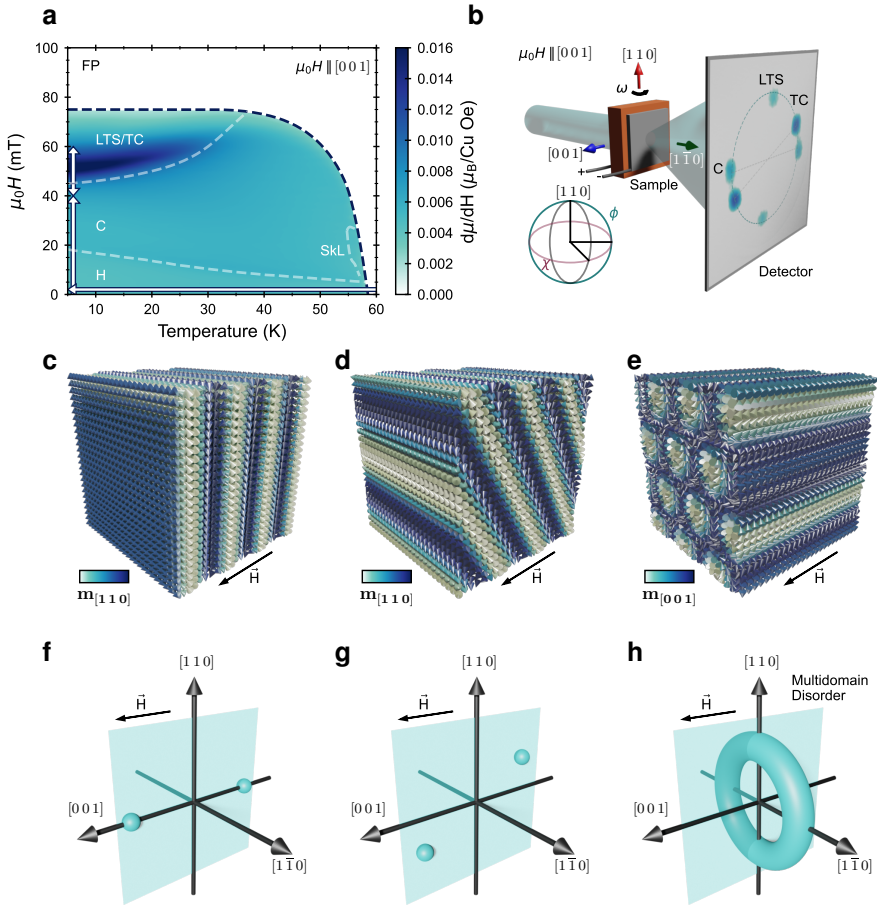 a
FP
μ₀H ∥ [0 0 1]
LTS/TC
C
SkL
H
100
80
60
40
20
0
μ₀H (mT)
10
20
30
40
50
60
Temperature (K)
0.016
0.014
0.012
0.010
0.008
0.006
0.004
0.002
0.000
dμ/dH (μ_B/Cu Oe)
b
μ₀H ∥ [0 0 1]
[1 1 0]
ω
[0 0 1]
[1 1̅ 0]
+
-
Sample
[1 1 0]
ϕ
χ
LTS
TC
C
Detector
c
m[1 1 0]
H⃗
d
m[1 1 0]
H⃗
e
m[0 0 1]
H⃗
f
[1 1 0]
H⃗
[0 0 1]
[1 1̅ 0]
g
[1 1 0]
H⃗
[0 0 1]
[1 1̅ 0]
h
[1 1 0]
Multidomain
Disorder
H⃗
[0 0 1]
[1 1̅ 0]